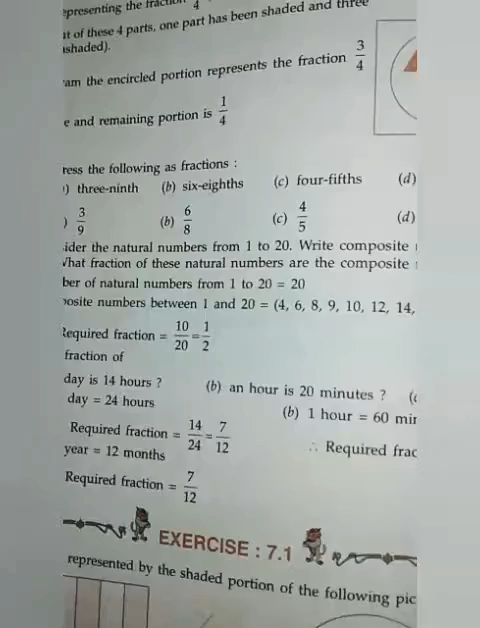 epresenting the fraction 4
ıt of these 4 parts, one part has been shaded and three
ıshaded).
am the encircled portion represents the fraction 3/4
e and remaining portion is 1/4
ress the following as fractions :
) three-ninth (b) six-eighths (c) four-fifths (d)
) 3/9 (b) 6/8 (c) 4/5 (d)
ider the natural numbers from 1 to 20. Write composite
What fraction of these natural numbers are the composite
ber of natural numbers from 1 to 20 = 20
posite numbers between 1 and 20 = (4, 6, 8, 9, 10, 12, 14,
Required fraction = 10/20 = 1/2
fraction of
day is 14 hours ? (b) an hour is 20 minutes ? (
day = 24 hours (b) 1 hour = 60 min
Required fraction = 14/24 = 7/12 ∴ Required frac
year = 12 months
Required fraction = 7/12
EXERCISE : 7.1
represented by the shaded portion of the following pic